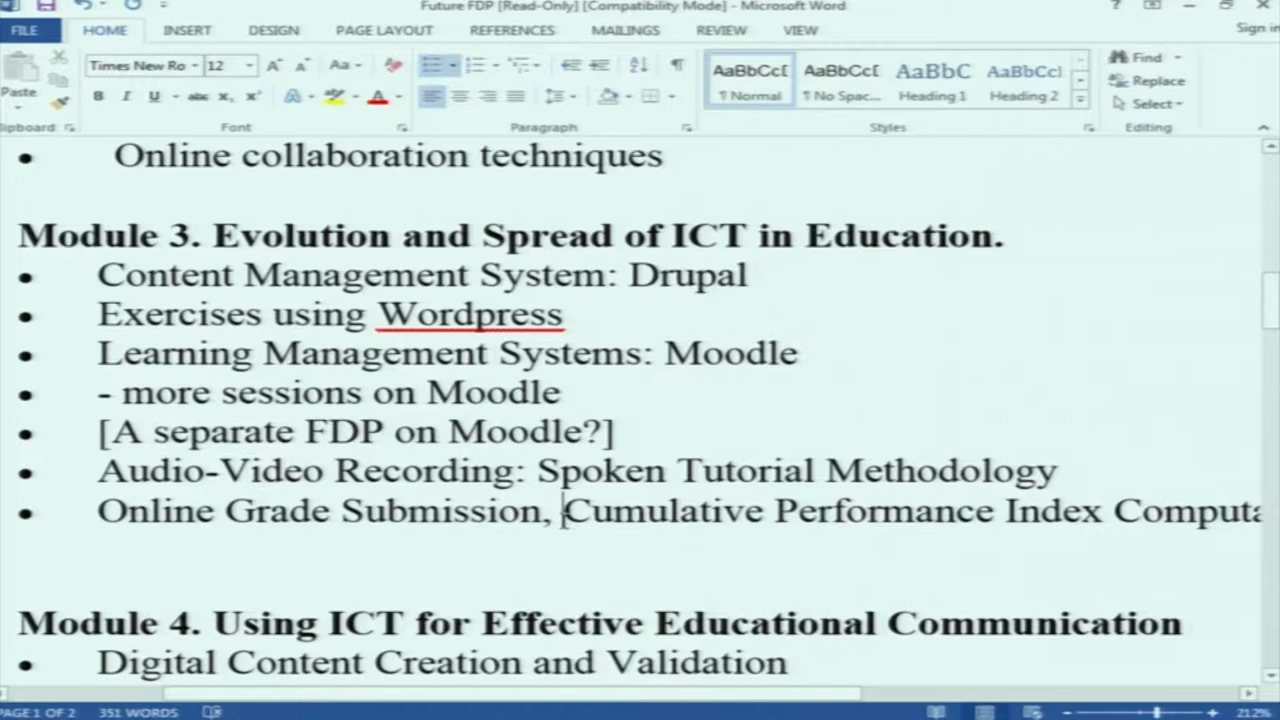 Future FDP [Read-Only] [Compatibility Mode] - Microsoft Word
FILE HOME INSERT DESIGN PAGE LAYOUT REFERENCES MAILINGS REVIEW VIEW Sign in
Times New Ro 12 Aa
AaBbCcD AaBbCcD AaBbC AaBbCc
¶ Normal ¶ No Spac... Heading 1 Heading 2
Find
Replace
Select
Paste
lipboard Font Paragraph Styles Editing
• Online collaboration techniques
Module 3. Evolution and Spread of ICT in Education.
• Content Management System: Drupal
• Exercises using Wordpress
• Learning Management Systems: Moodle
• - more sessions on Moodle
• [A separate FDP on Moodle?]
• Audio-Video Recording: Spoken Tutorial Methodology
• Online Grade Submission, Cumulative Performance Index Computa
Module 4. Using ICT for Effective Educational Communication
• Digital Content Creation and Validation
PAGE 1 OF 2 351 WORDS 212%